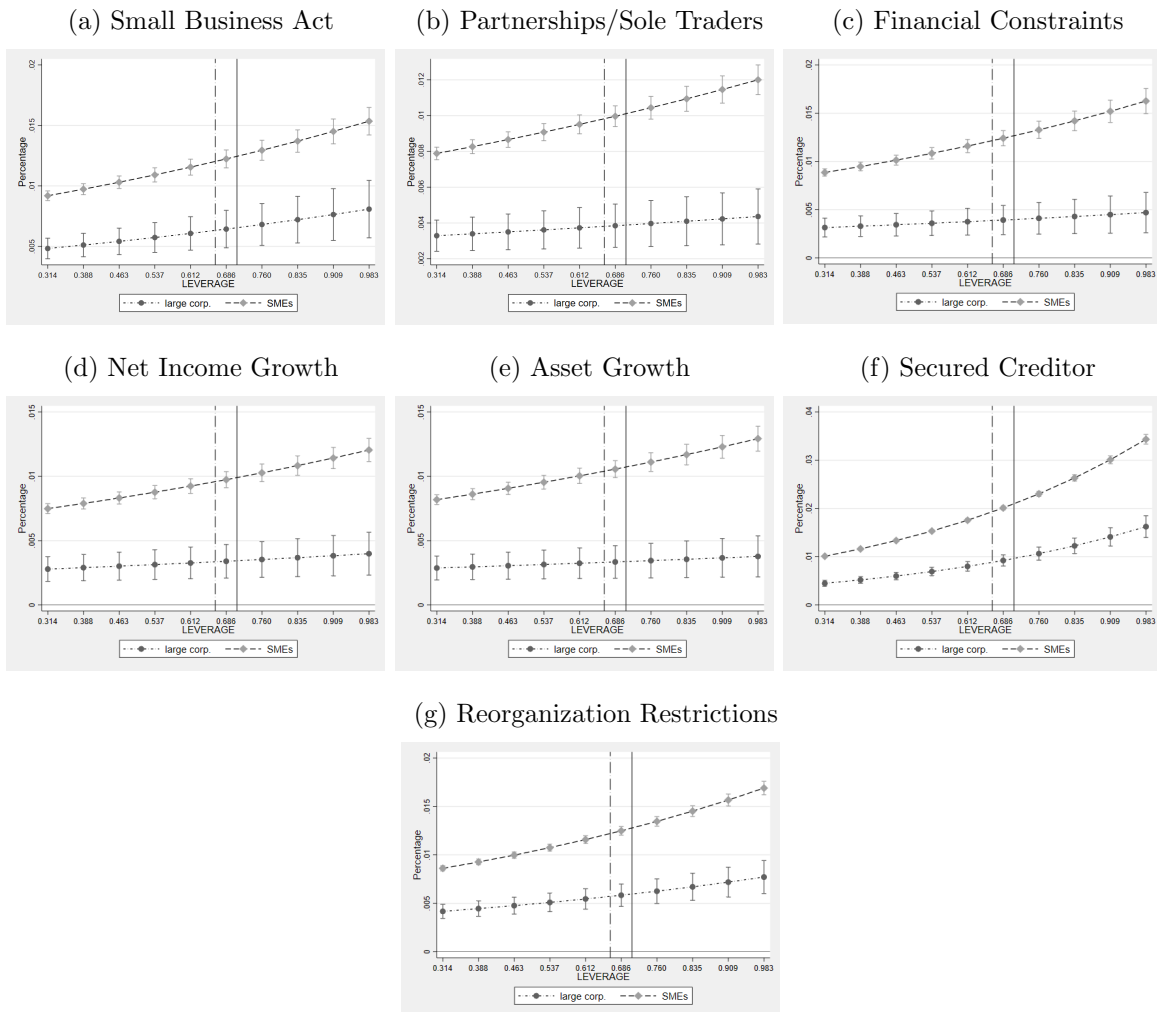 (a) Small Business Act
(b) Partnerships/Sole Traders
(c) Financial Constraints
Percentage
.02
.015
.01
.005
0.314 0.388 0.463 0.537 0.612 0.686 0.760 0.835 0.909 0.983
LEVERAGE
large corp. SMEs
Percentage
.012
.01
.008
.006
.004
.002
0.314 0.388 0.463 0.537 0.612 0.686 0.760 0.835 0.909 0.983
LEVERAGE
large corp. SMEs
Percentage
.02
.015
.01
.005
0
0.314 0.388 0.463 0.537 0.612 0.686 0.760 0.835 0.909 0.983
LEVERAGE
large corp. SMEs
(d) Net Income Growth
(e) Asset Growth
(f) Secured Creditor
Percentage
.015
.01
.005
0
0.314 0.388 0.463 0.537 0.612 0.686 0.760 0.835 0.909 0.983
LEVERAGE
large corp. SMEs
Percentage
.015
.01
.005
0
0.314 0.388 0.463 0.537 0.612 0.686 0.760 0.835 0.909 0.983
LEVERAGE
large corp. SMEs
Percentage
.04
.03
.02
.01
0
0.314 0.388 0.463 0.537 0.612 0.686 0.760 0.835 0.909 0.983
LEVERAGE
large corp. SMEs
(g) Reorganization Restrictions
Percentage
.02
.015
.01
.005
0
0.314 0.388 0.463 0.537 0.612 0.686 0.760 0.835 0.909 0.983
LEVERAGE
large corp. SMEs